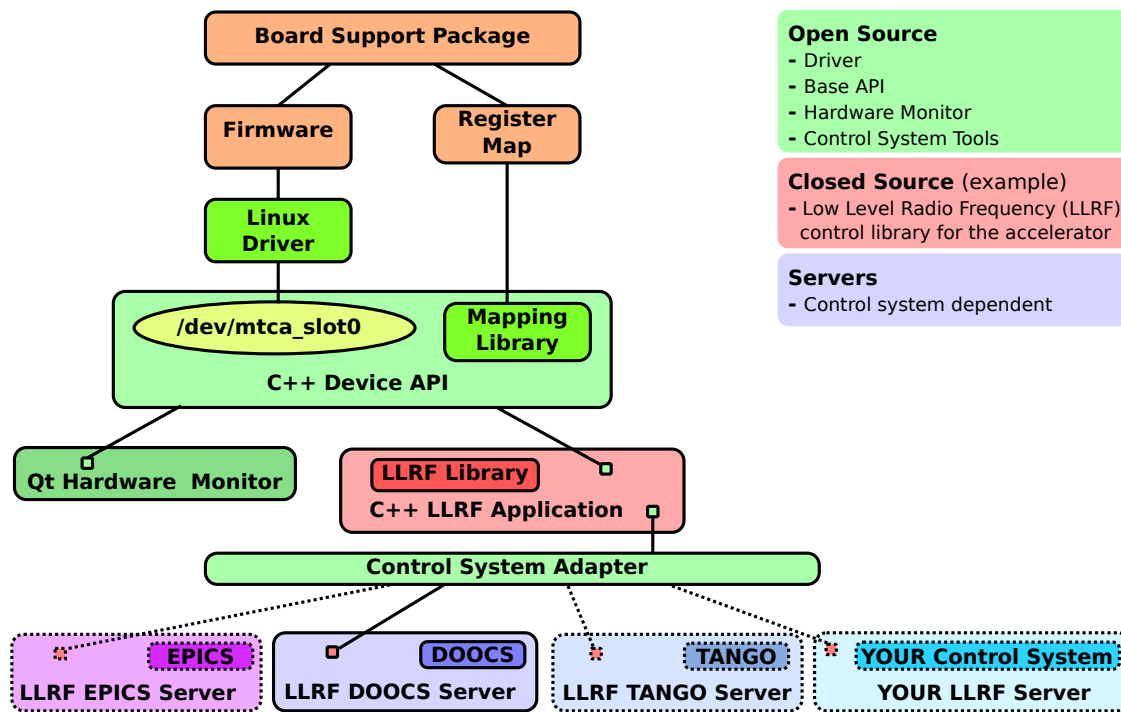 Board Support Package
Firmware
Register
Map
Linux
Driver
/dev/mtca_slot0
Mapping
Library
C++ Device API
Qt Hardware  Monitor
LLRF Library
C++ LLRF Application
Control System Adapter
EPICS
LLRF EPICS Server
DOOCS
LLRF DOOCS Server
TANGO
LLRF TANGO Server
YOUR Control System
YOUR LLRF Server
Open Source
- Driver
- Base API
- Hardware Monitor
- Control System Tools
Closed Source (example)
- Low Level Radio Frequency (LLRF)
control library for the accelerator
Servers
- Control system dependent